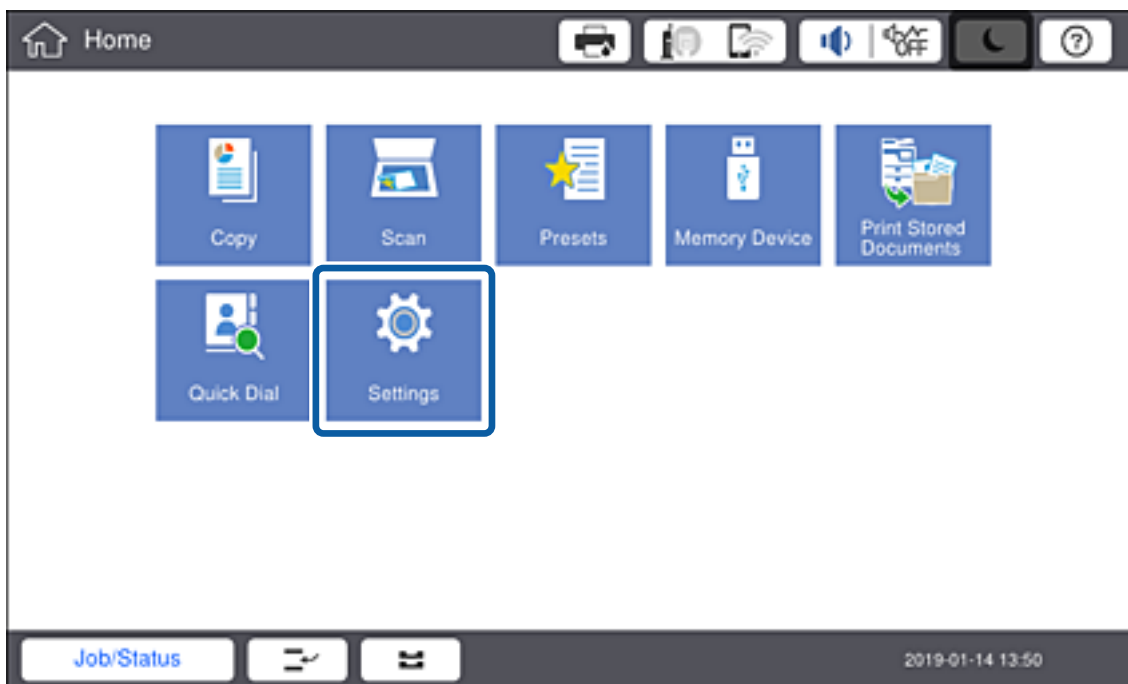 Home
OFF
?
Copy
Scan
Presets
Memory Device
Print Stored
Documents
Quick Dial
Settings
Job/Status
2019-01-14 13:50